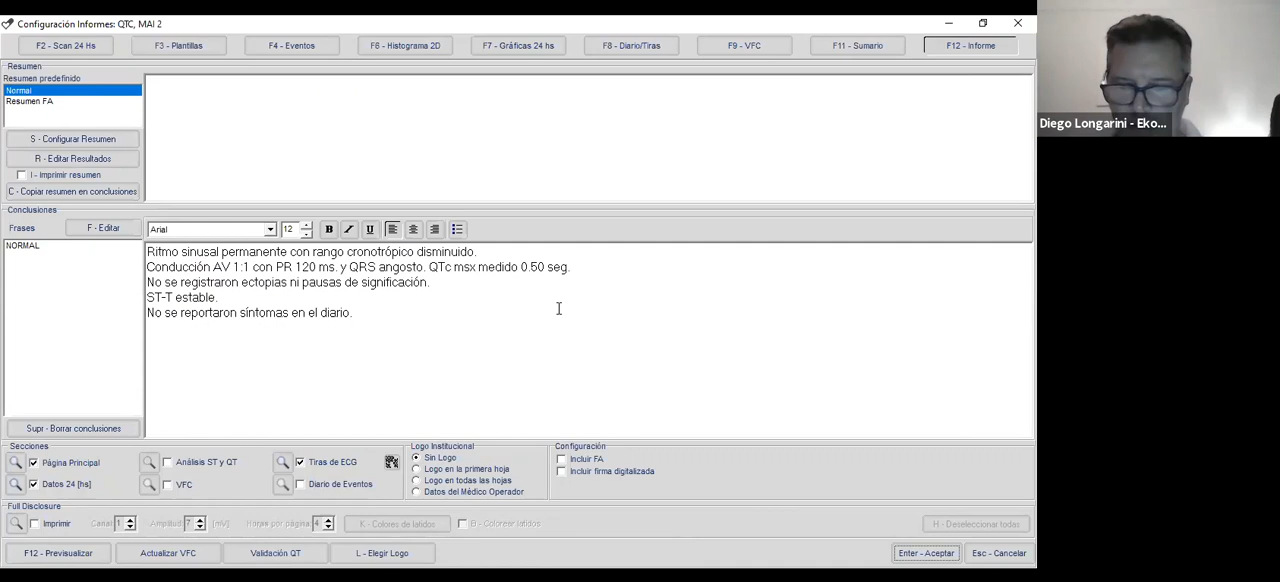 Configuración Informes: QTC, MAI 2
F2 - Scan 24 Hs
F3 - Plantillas
F4 - Eventos
F6 - Histograma 2D
F7 - Gráficas 24 hs
F8 - Diario/Tiras
F9 - VFC
F11 - Sumario
F12 - Informe
Resumen
Resumen predefinido
Normal
Resumen FA
S - Configurar Resumen
R - Editar Resultados
I - Imprimir resumen
C - Copiar resumen en conclusiones
Conclusiones
Frases
F - Editar
Arial
12
B
I
U
NORMAL
Ritmo sinusal permanente con rango cronotrópico disminuido.
Conducción AV 1:1 con PR 120 ms. y QRS angosto. QTc msx medido 0.50 seg.
No se registraron ectopias ni pausas de significación.
ST-T estable.
No se reportaron síntomas en el diario.
Supr - Borrar conclusiones
Secciones
Página Principal
Análisis ST y QT
Tiras de ECG
Datos 24 [hs]
VFC
Diario de Eventos
Logo Institucional
Sin Logo
Logo en la primera hoja
Logo en todas las hojas
Datos del Médico Operador
Configuración
Incluir FA
Incluir firma digitalizada
Full Disclosure
Imprimir
Canal 1
Amplitud 7 [mV]
Horas por página 4
K - Colores de latidos
B - Colorear latidos
H - Deseleccionar todas
F12 - Previsualizar
Actualizar VFC
Validación QT
L - Elegir Logo
Enter - Aceptar
Esc - Cancelar
Diego Longarini - Eko...